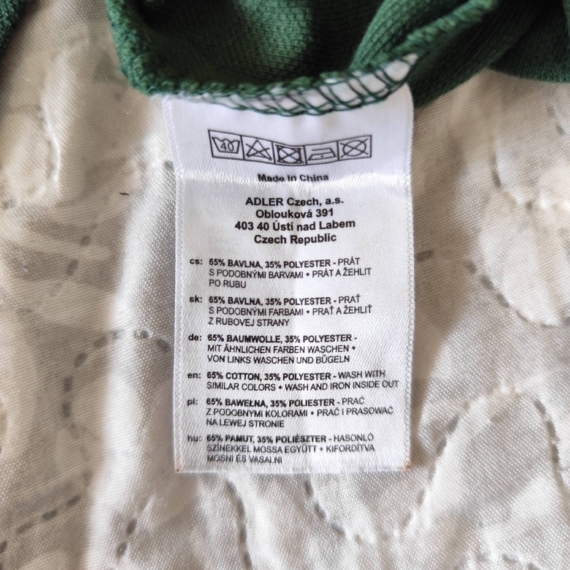 40
Made in China
ADLER Czech, a.s.
Oblouková 391
403 40 Ústí nad Labem
Czech Republic
cs: 65% BAVLNA, 35% POLYESTER - PRÁT
S PODOBNÝMI BARVAMI • PRÁT A ŽEHLIT
PO RUBU
sk: 65% BAVLNA, 35% POLYESTER - PRAŤ
S PODOBNÝMI FARBAMI • PRAŤ A ŽEHLIŤ
Z RUBOVEJ STRANY
de: 65% BAUMWOLLE, 35% POLYESTER -
MIT ÄHNLICHEN FARBEN WASCHEN •
VON LINKS WASCHEN UND BÜGELN
en: 65% COTTON, 35% POLYESTER - WASH WITH
SIMILAR COLORS • WASH AND IRON INSIDE OUT
pl: 65% BAWEŁNA, 35% POLIESTER - PRAĆ
Z PODOBNYMI KOLORAMI • PRAĆ I PRASOWAĆ
NA LEWEJ STRONIE
hu: 65% PAMUT, 35% POLIÉSZTER - HASONLÓ
SZÍNEKKEL MOSSA EGYÜTT • KIFORDÍTVA
MOSNI ÉS VASALNI